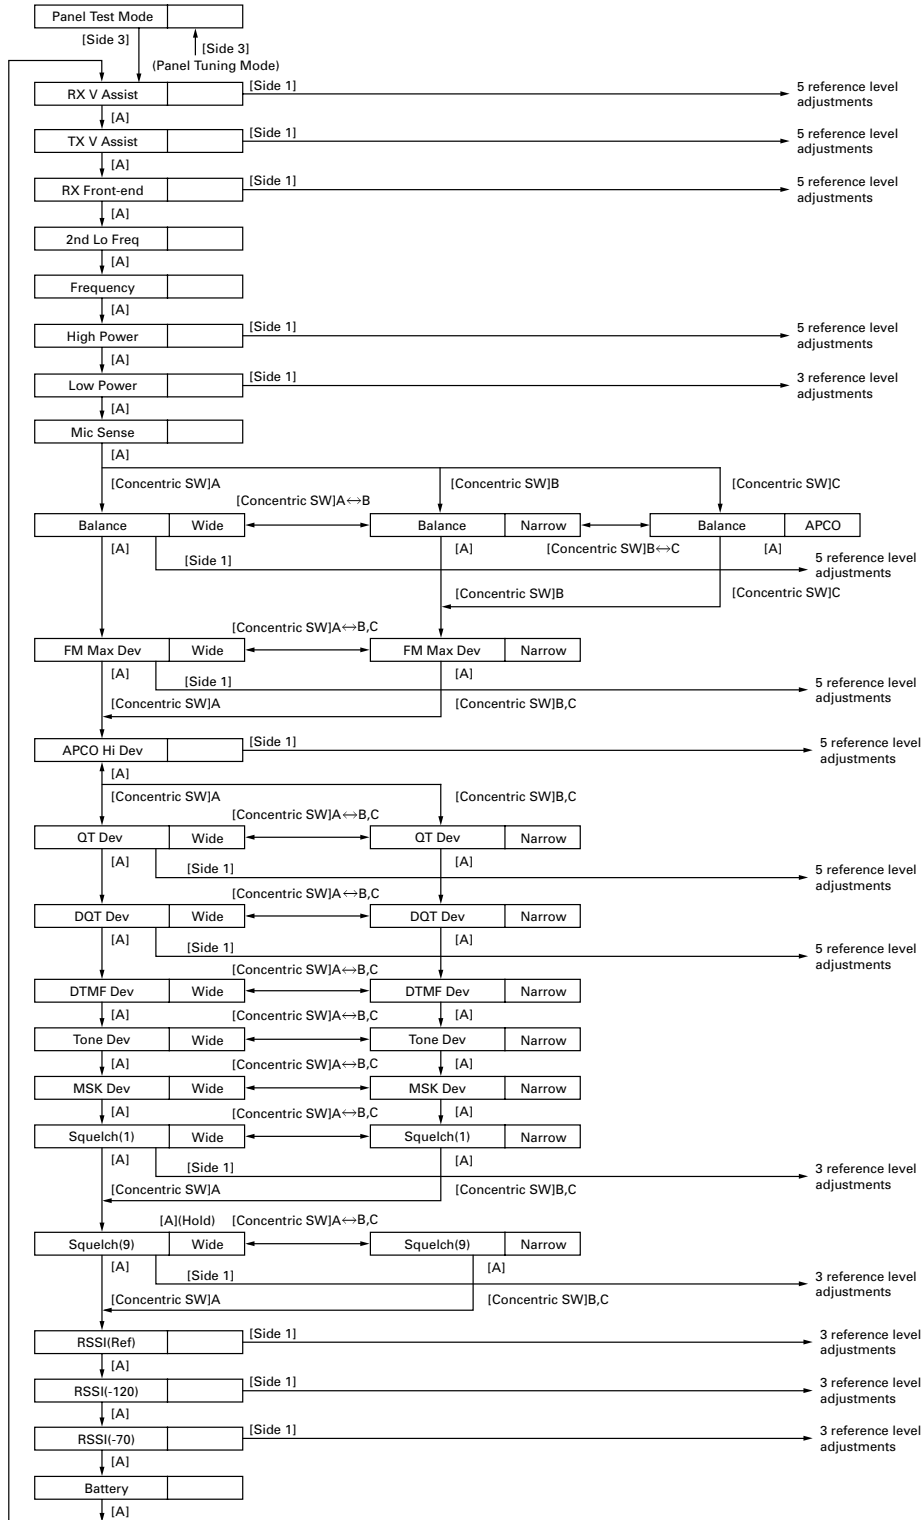 Panel Test Mode
[Side 3]
[Side 3]
(Panel Tuning Mode)
RX V Assist
[Side 1]
5 reference level
adjustments
[A]
TX V Assist
[Side 1]
5 reference level
adjustments
[A]
RX Front-end
[Side 1]
5 reference level
adjustments
[A]
2nd Lo Freq
[A]
Frequency
[A]
High Power
[Side 1]
5 reference level
adjustments
[A]
Low Power
[Side 1]
3 reference level
adjustments
[A]
Mic Sense
[A]
[Concentric SW]A
[Concentric SW]B
[Concentric SW]C
[Concentric SW]A↔B
Balance Wide
Balance Narrow
Balance APCO
[A]
[A]
[Concentric SW]B↔C
[A]
[Side 1]
5 reference level
adjustments
[Concentric SW]B
[Concentric SW]C
[Concentric SW]A↔B,C
FM Max Dev Wide
FM Max Dev Narrow
[A]
[A]
[Side 1]
5 reference level
adjustments
[Concentric SW]A
[Concentric SW]B,C
APCO Hi Dev
[Side 1]
5 reference level
adjustments
[A]
[Concentric SW]A
[Concentric SW]B,C
[Concentric SW]A↔B,C
QT Dev Wide
QT Dev Narrow
[A]
[A]
[Side 1]
5 reference level
adjustments
[Concentric SW]A↔B,C
DQT Dev Wide
DQT Dev Narrow
[A]
[A]
[Side 1]
5 reference level
adjustments
[Concentric SW]A↔B,C
DTMF Dev Wide
DTMF Dev Narrow
[A]
[Concentric SW]A↔B,C
[A]
Tone Dev Wide
Tone Dev Narrow
[A]
[Concentric SW]A↔B,C
[A]
MSK Dev Wide
MSK Dev Narrow
[A]
[Concentric SW]A↔B,C
[A]
Squelch(1) Wide
Squelch(1) Narrow
[A]
[A]
[Side 1]
3 reference level
adjustments
[Concentric SW]A
[Concentric SW]B,C
[A](Hold)
[Concentric SW]A↔B,C
Squelch(9) Wide
Squelch(9) Narrow
[A]
[A]
[Side 1]
3 reference level
adjustments
[Concentric SW]A
[Concentric SW]B,C
RSSI(Ref)
[Side 1]
3 reference level
adjustments
[A]
RSSI(-120)
[Side 1]
3 reference level
adjustments
[A]
RSSI(-70)
[Side 1]
3 reference level
adjustments
[A]
Battery
[A]